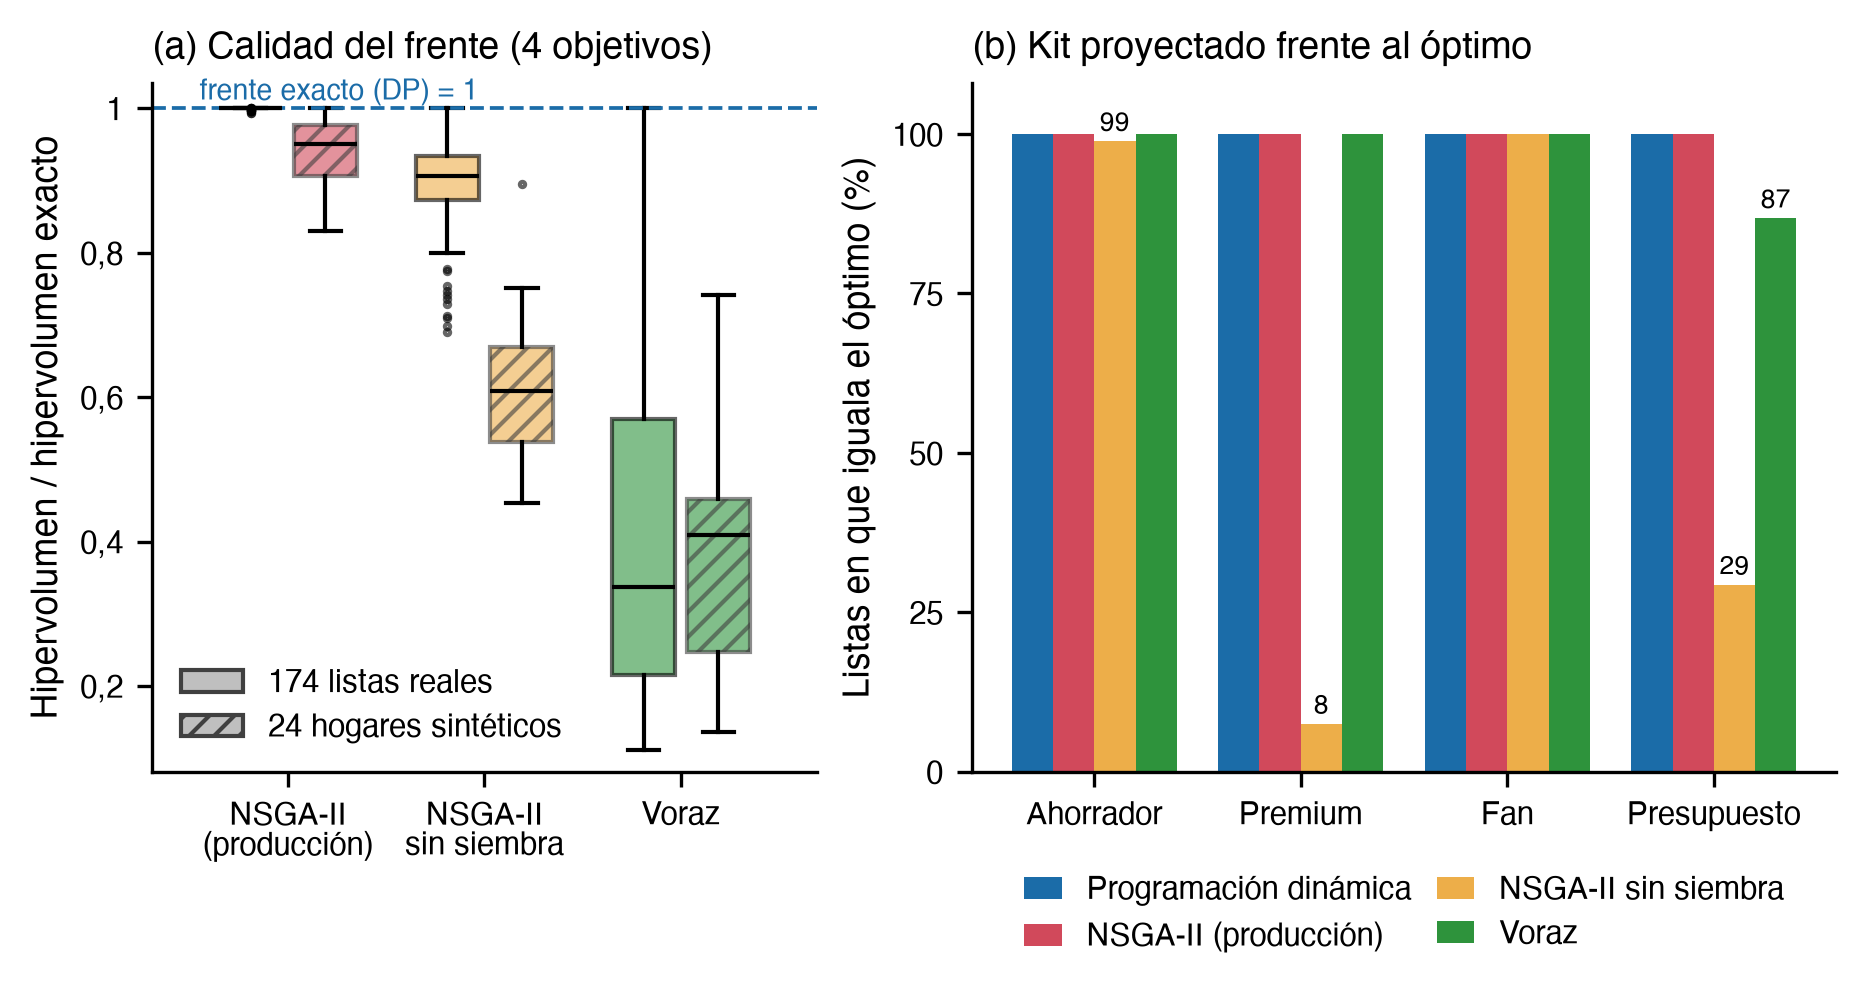 (a) Calidad del frente (4 objetivos)
frente exacto (DP) = 1
Hipervolumen / hipervolumen exacto
1
0,8
0,6
0,4
0,2
174 listas reales
24 hogares sintéticos
NSGA-II
(producción)
NSGA-II
sin siembra
Voraz
(b) Kit proyectado frente al óptimo
Listas en que iguala el óptimo (%)
100
75
50
25
0
99
8
29
87
Ahorrador
Premium
Fan
Presupuesto
Programación dinámica
NSGA-II (producción)
NSGA-II sin siembra
Voraz